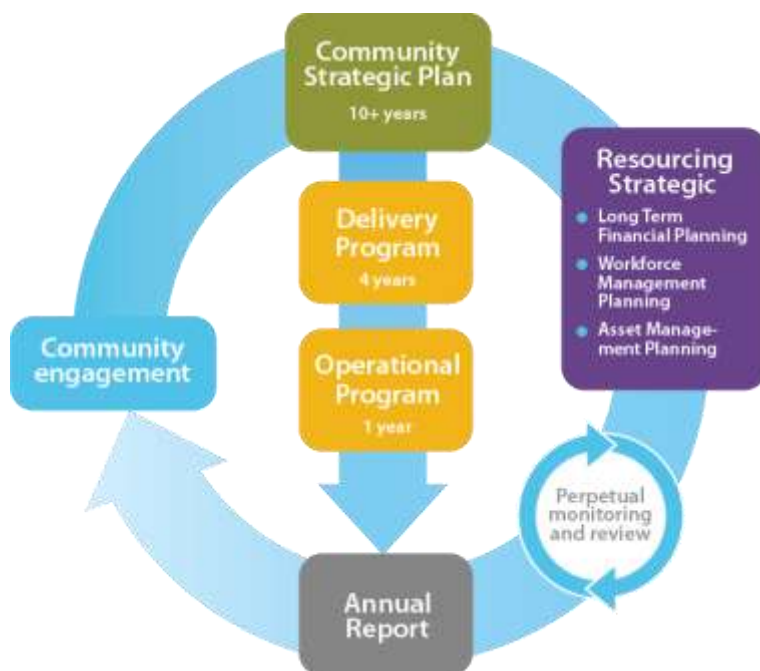 Community
Strategic Plan
10+ years
Resourcing
Strategic
Long Term
Financial Planning
Workforce
Management
Planning
Asset Manage-
ment Planning
Delivery
Program
4 years
Community
engagement
Operational
Program
1 year
Perpetual
monitoring
and review
Annual
Report